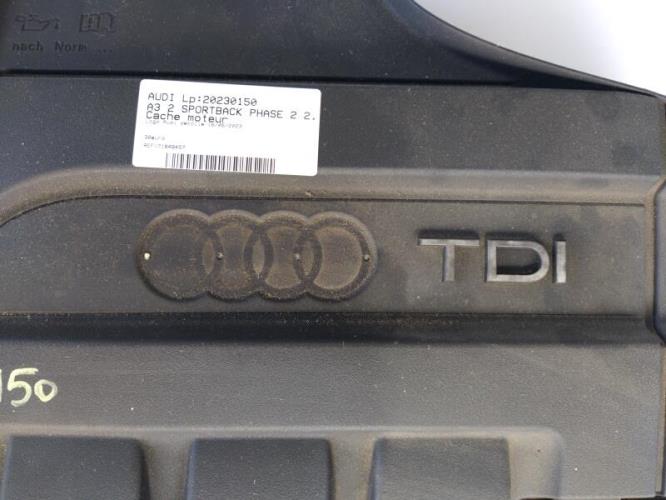 nach Norm ...
AUDI Lp:20230150
A3 2 SPORTBACK PHASE 2 2.
Cache moteur
TDI
150